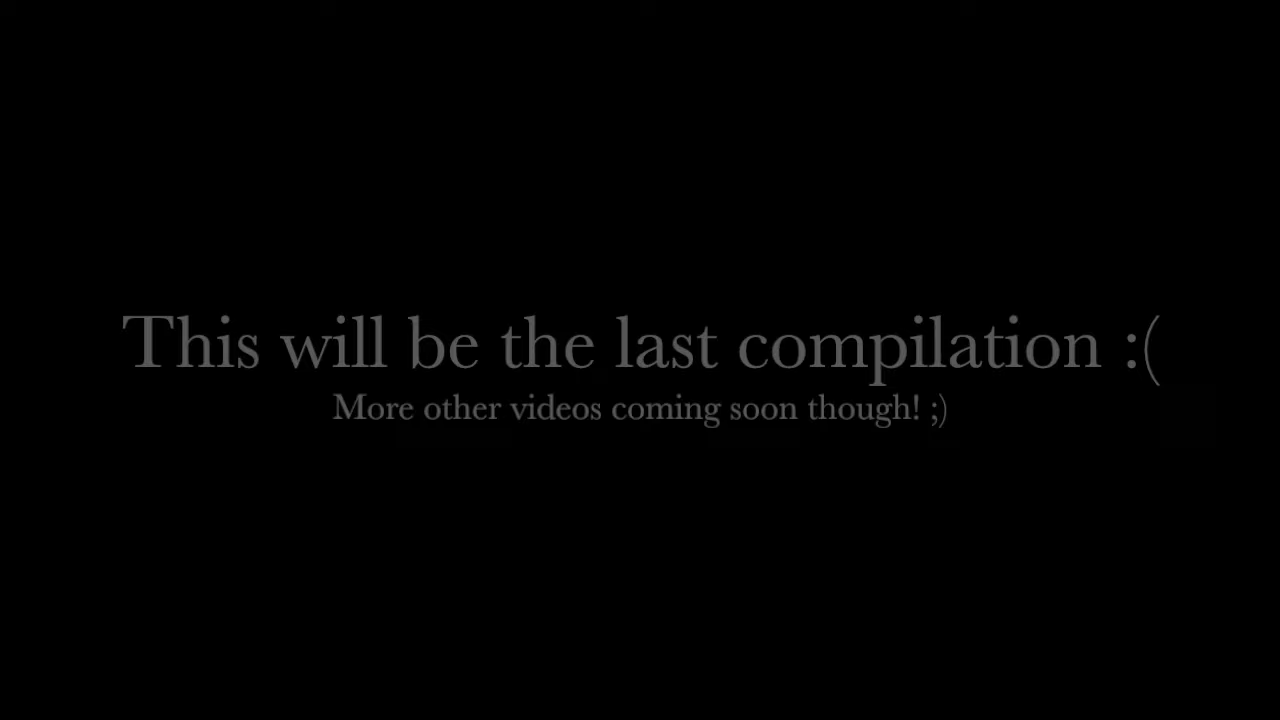 This will be the last compilation :(
More other videos coming soon though! ;)